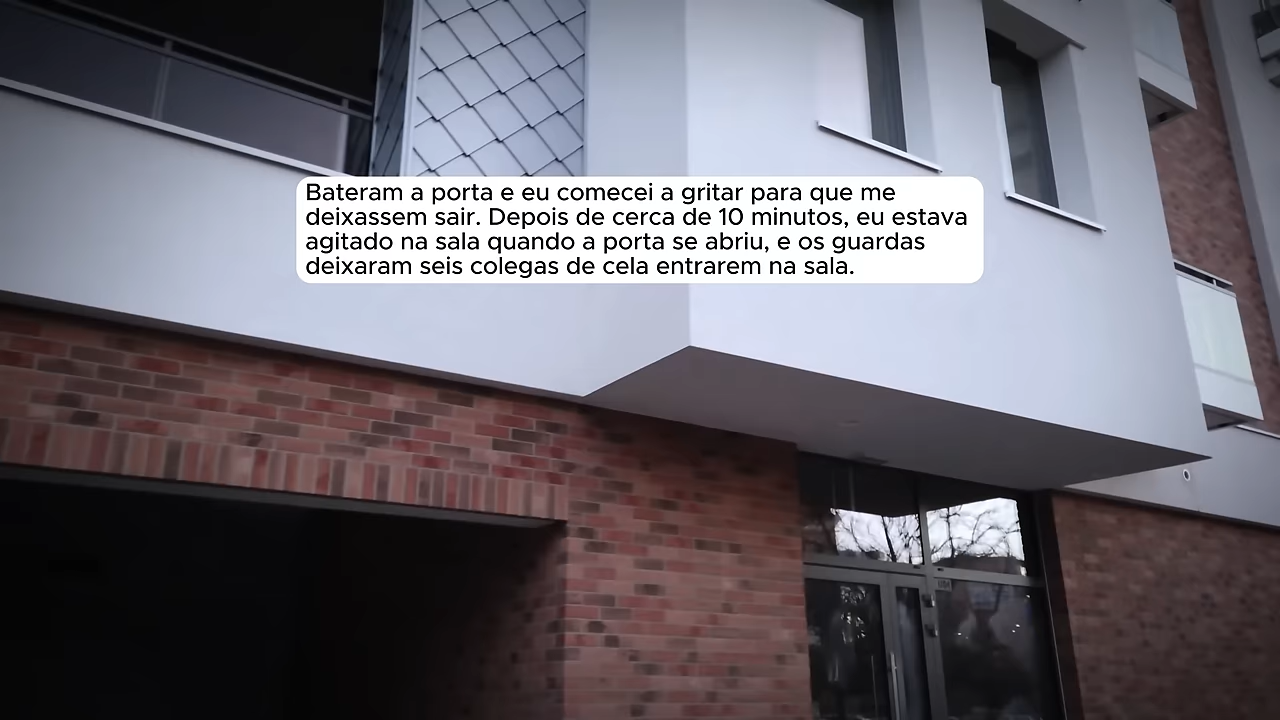 Bateram a porta e eu comecei a gritar para que me
deixassem sair. Depois de cerca de 10 minutos, eu estava
agitado na sala quando a porta se abriu, e os guardas
deixaram seis colegas de cela entrarem na sala.